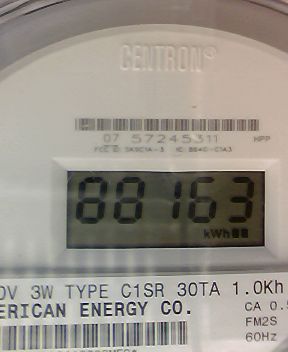 CENTRON®
07 57245311 HPP
88163
kWh
0V 3W TYPE C1SR 30TA 1.0Kh
ERICAN ENERGY CO. CA 0.5
FM2S
60Hz